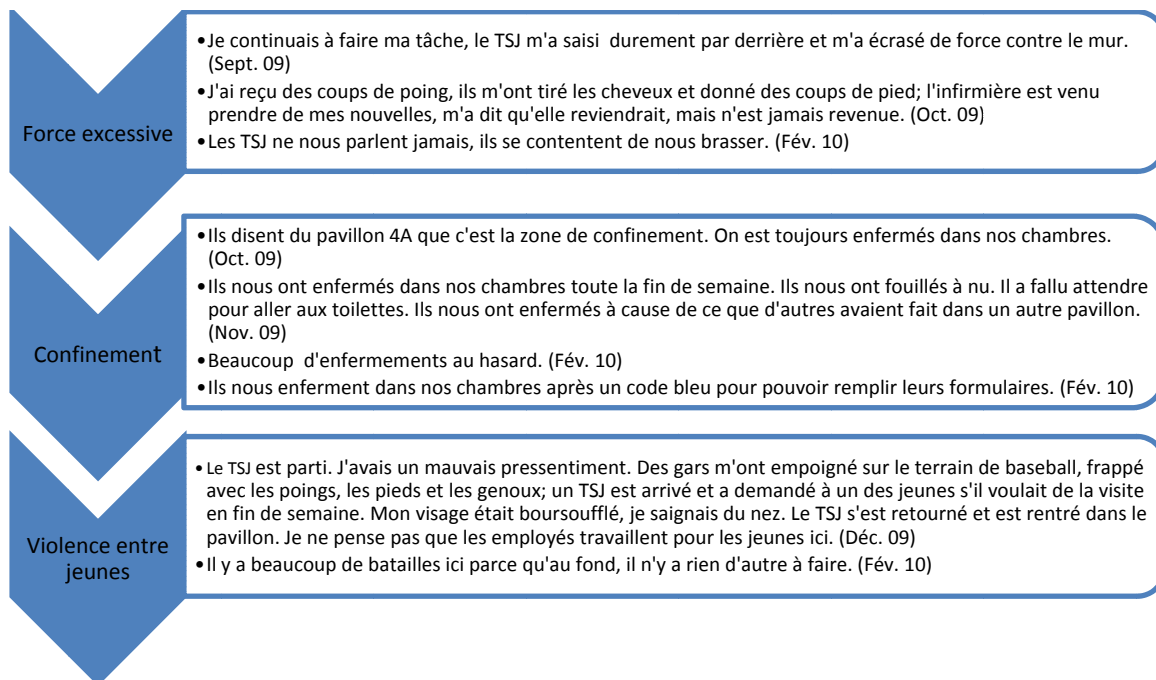 Force excessive
•Je continuais à faire ma tâche, le TSJ m'a saisi durement par derrière et m'a écrasé de force contre le mur.
(Sept. 09)
•J'ai reçu des coups de poing, ils m'ont tiré les cheveux et donné des coups de pied; l'infirmière est venu
prendre de mes nouvelles, m'a dit qu'elle reviendrait, mais n'est jamais revenue. (Oct. 09)
•Les TSJ ne nous parlent jamais, ils se contentent de nous brasser. (Fév. 10)
Confinement
•Ils disent du pavillon 4A que c'est la zone de confinement. On est toujours enfermés dans nos chambres.
(Oct. 09)
•Ils nous ont enfermés dans nos chambres toute la fin de semaine. Ils nous ont fouillés à nu. Il a fallu attendre
pour aller aux toilettes. Ils nous ont enfermés à cause de ce que d'autres avaient fait dans un autre pavillon.
(Nov. 09)
•Beaucoup d'enfermements au hasard. (Fév. 10)
•Ils nous enferment dans nos chambres après un code bleu pour pouvoir remplir leurs formulaires. (Fév. 10)
Violence entre
jeunes
•Le TSJ est parti. J'avais un mauvais pressentiment. Des gars m'ont empoigné sur le terrain de baseball, frappé
avec les poings, les pieds et les genoux; un TSJ est arrivé et a demandé à un des jeunes s'il voulait de la visite
en fin de semaine. Mon visage était boursoufflé, je saignais du nez. Le TSJ s'est retourné et est rentré dans le
pavillon. Je ne pense pas que les employés travaillent pour les jeunes ici. (Déc. 09)
•Il y a beaucoup de batailles ici parce qu'au fond, il n'y a rien d'autre à faire. (Fév. 10)